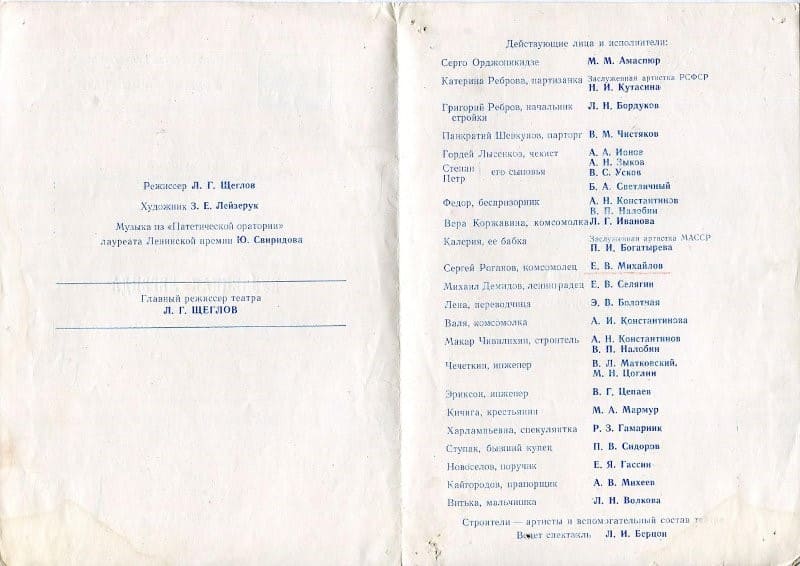 Режиссер Л. Г. Щеглов
Художник З. Е. Лейзерук
Музыка из «Патетической оратории»
лауреата Ленинской премии Ю. Свиридова
Главный режиссер театра
Л. Г. ЩЕГЛОВ
Действующие лица и исполнители:
Серго Орджоникидзе М. М. Амаспюр
Катерина Реброва, партизанка Заслуженная артистка РСФСР
Н. И. Кутасина
Григорий Ребров, начальник Л. Н. Бордуков
стройки
Панкратий Шевкунов, парторг В. М. Чистяков
Гордей Лысенков, чекист А. А. Ионов
А. Н. Зыков
Степан его сыновья В. С. Усков
Петр
Б. А. Светличный
Федор, беспризорник А. Н. Константинов
В. П. Налобин
Вера Коржавина, комсомолка Л. Г. Иванова
Калерия, ее бабка Заслуженная артистка МАССР
П. И. Богатырева
Сергей Роганов, комсомолец Е. В. Михайлов
Михаил Демидов, ленинградец Е. В. Селягин
Лена, переводчица Э. В. Болотная
Валя, комсомолка А. И. Константинова
Макар Чивилихин, строитель А. Н. Константинов
В. П. Налобин
Чечеткин, инженер В. Л. Матковский,
М. Н. Цоглин
Эриксон, инженер В. Г. Цепаев
Кичига, крестьянин М. А. Мармур
Харлампьевна, спекулянтка Р. З. Гамарник
Ступак, бывший купец П. В. Сидоров
Новоселов, поручик Е. Я. Гассин
Кайгородов, прапорщик А. В. Михеев
Витька, мальчишка Л. Н. Волкова
Строители — артисты и вспомогательный состав
Ведет спектакль Л. И. Берцон